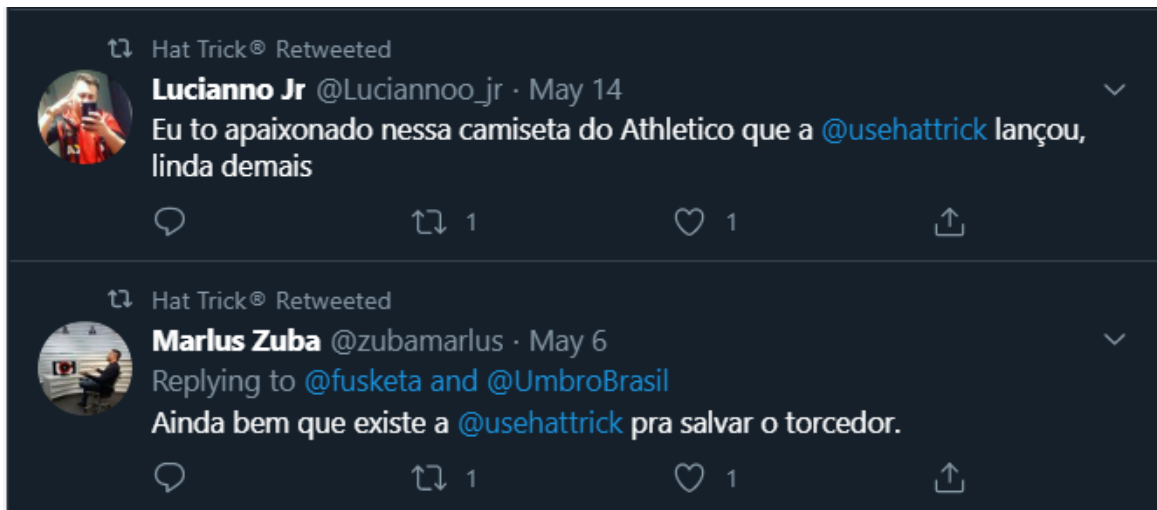 Hat Trick® Retweeted
Lucianno Jr @Luciannoo_jr · May 14
Eu to apaixonado nessa camiseta do Athletico que a @usehattrick lançou,
linda demais
1 1
Hat Trick® Retweeted
Marlus Zuba @zubamarlus · May 6
Replying to @fusketa and @UmbroBrasil
Ainda bem que existe a @usehattrick pra salvar o torcedor.
1 1